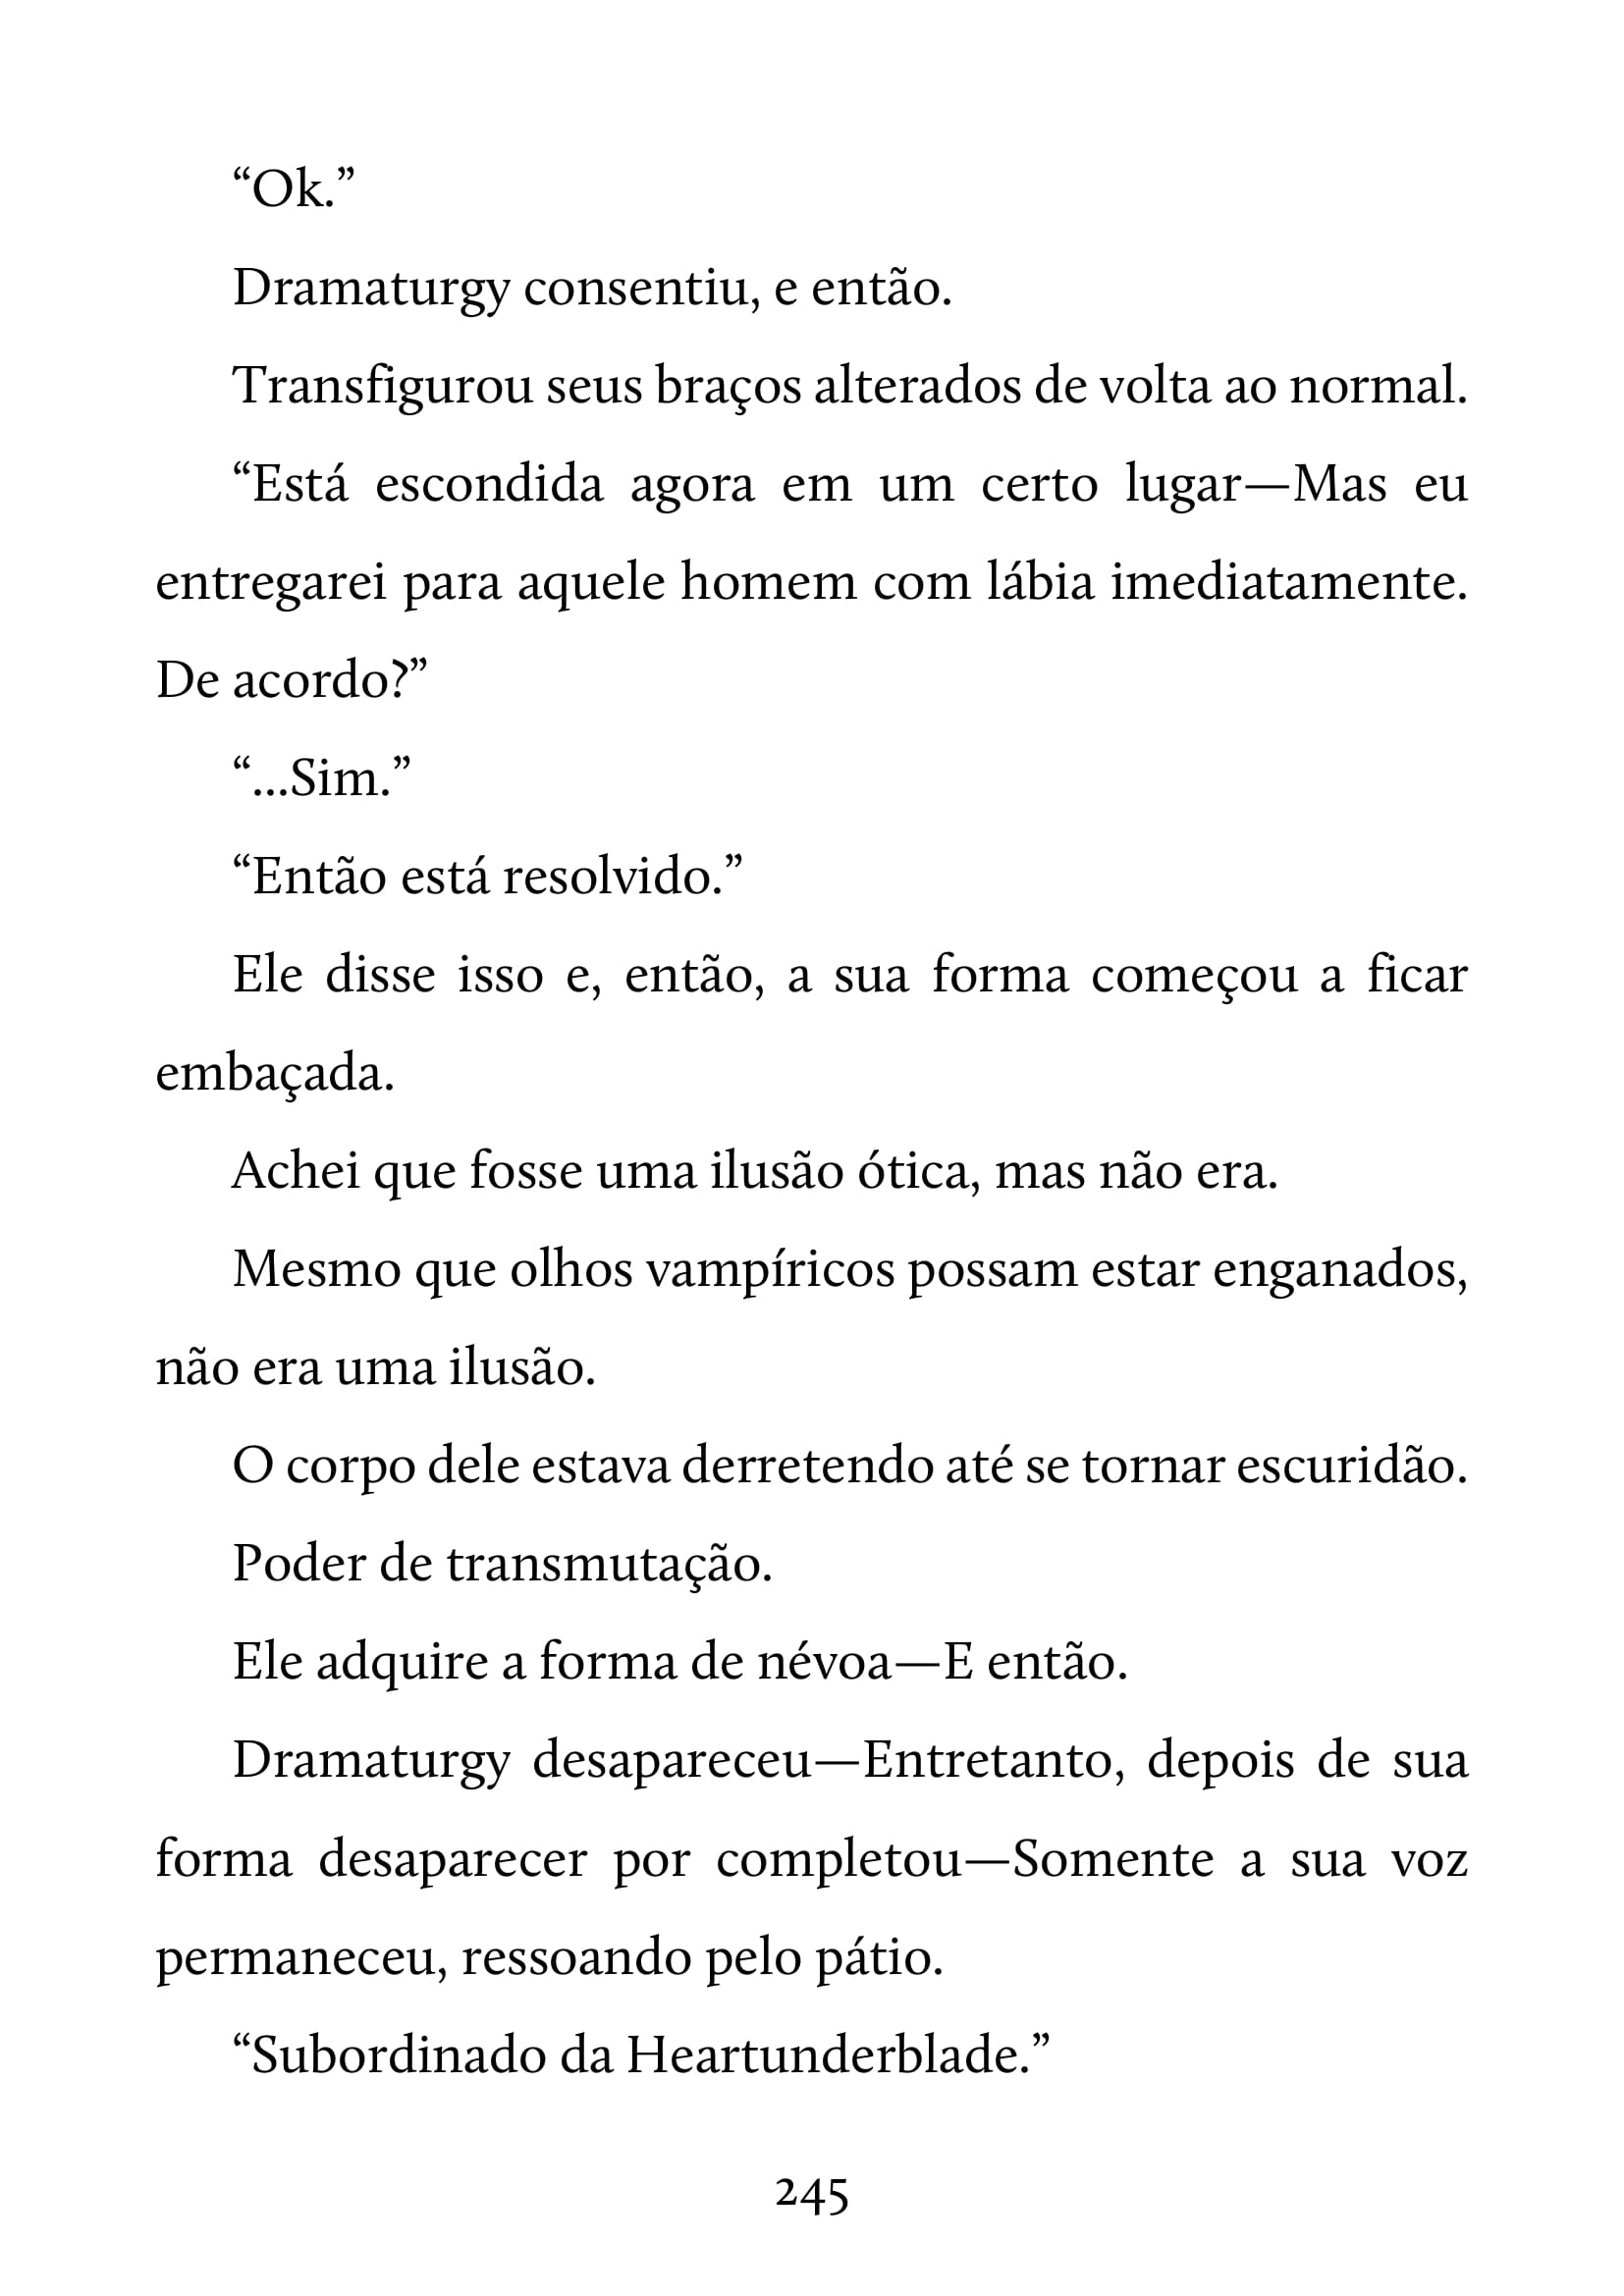 “Ok.”
Dramaturgy consentiu, e então.
Transfigurou seus braços alterados de volta ao normal.
“Está escondida agora em um certo lugar—Mas eu
entregarei para aquele homem com lábia imediatamente.
De acordo?”
“...Sim.”
“Então está resolvido.”
Ele disse isso e, então, a sua forma começou a ficar
embaçada.
Achei que fosse uma ilusão ótica, mas não era.
Mesmo que olhos vampíricos possam estar enganados,
não era uma ilusão.
O corpo dele estava derretendo até se tornar escuridão.
Poder de transmutação.
Ele adquire a forma de névoa—E então.
Dramaturgy desapareceu—Entretanto, depois de sua
forma desaparecer por completou—Somente a sua voz
permaneceu, ressoando pelo pátio.
“Subordinado da Heartunderblade.”
245